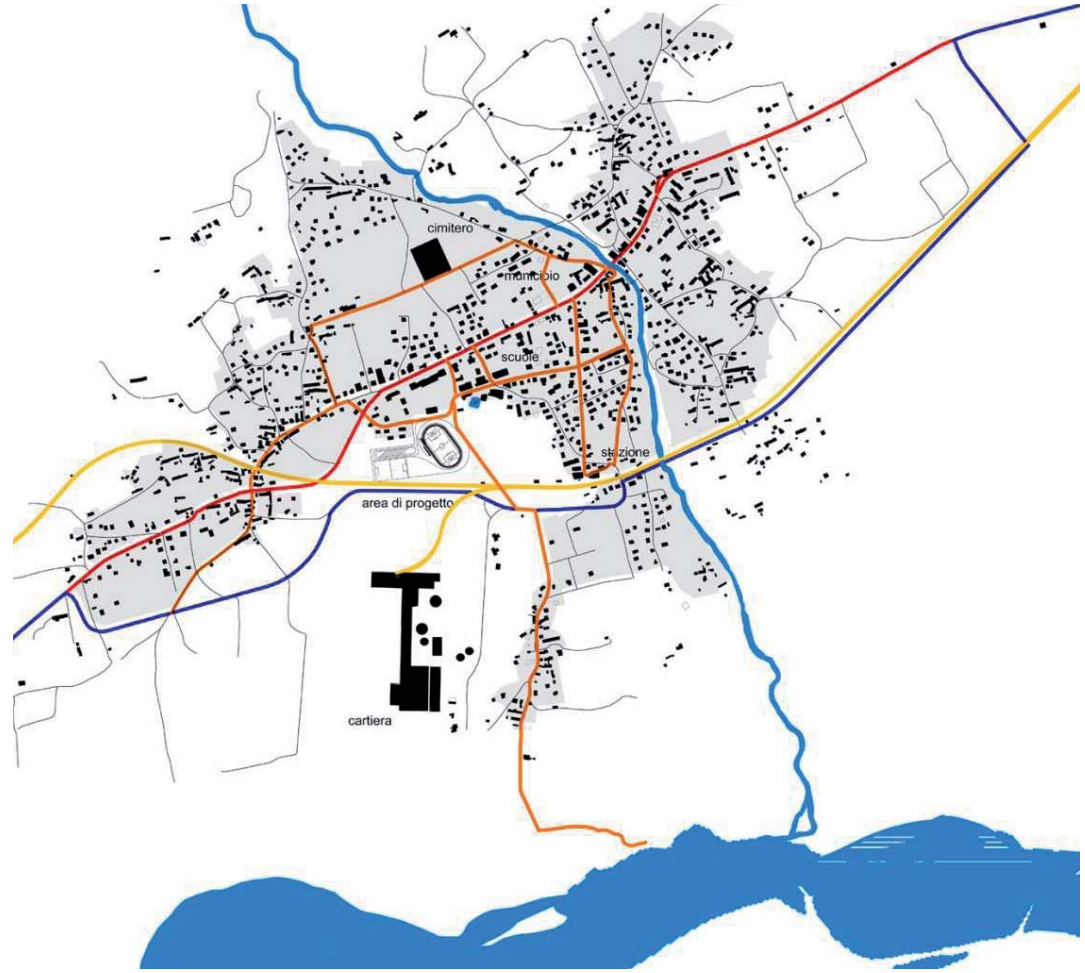 cimitero
municipio
scuole
stazione
area di progetto
cartiera